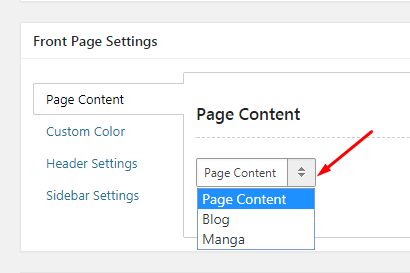 Front Page Settings
Page Content
Custom Color
Header Settings
Sidebar Settings
Page Content
Page Content
Page Content
Blog
Manga